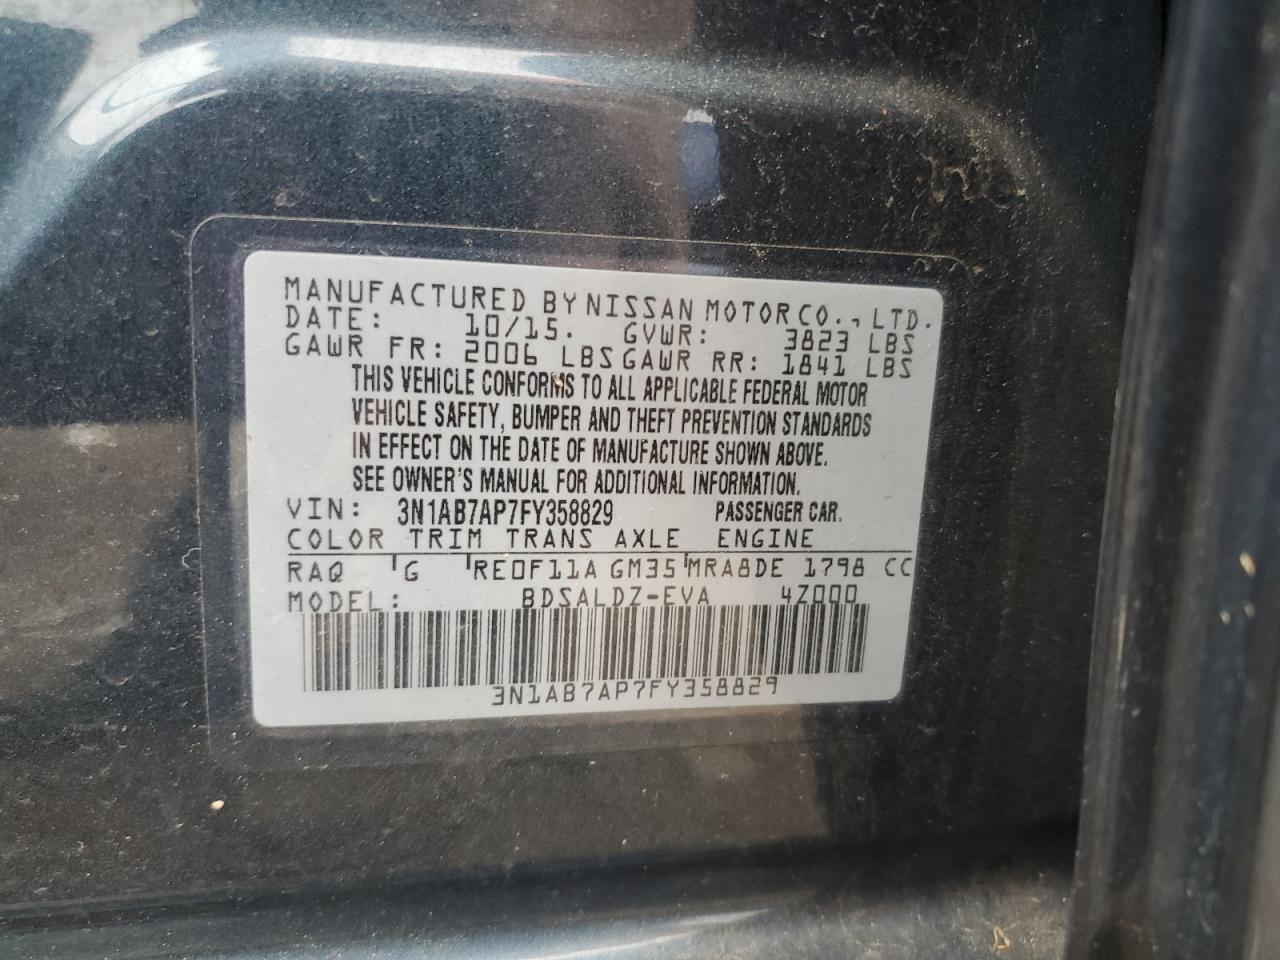 MANUFACTURED BY NISSAN MOTOR CO., LTD.
DATE: 10/15. GVWR: 3823 LBS
GAWR FR: 2006 LBS GAWR RR: 1841 LBS
THIS VEHICLE CONFORMS TO ALL APPLICABLE FEDERAL MOTOR
VEHICLE SAFETY, BUMPER AND THEFT PREVENTION STANDARDS
IN EFFECT ON THE DATE OF MANUFACTURE SHOWN ABOVE.
SEE OWNER'S MANUAL FOR ADDITIONAL INFORMATION.
VIN: 3N1AB7AP7FY358829 PASSENGER CAR.
COLOR TRIM TRANS AXLE ENGINE
RAQ G RE0F11A GM35 MRA8DE 1798 CC
MODEL: BDSALDZ-EVA 4Z000
3N1AB7AP7FY358829